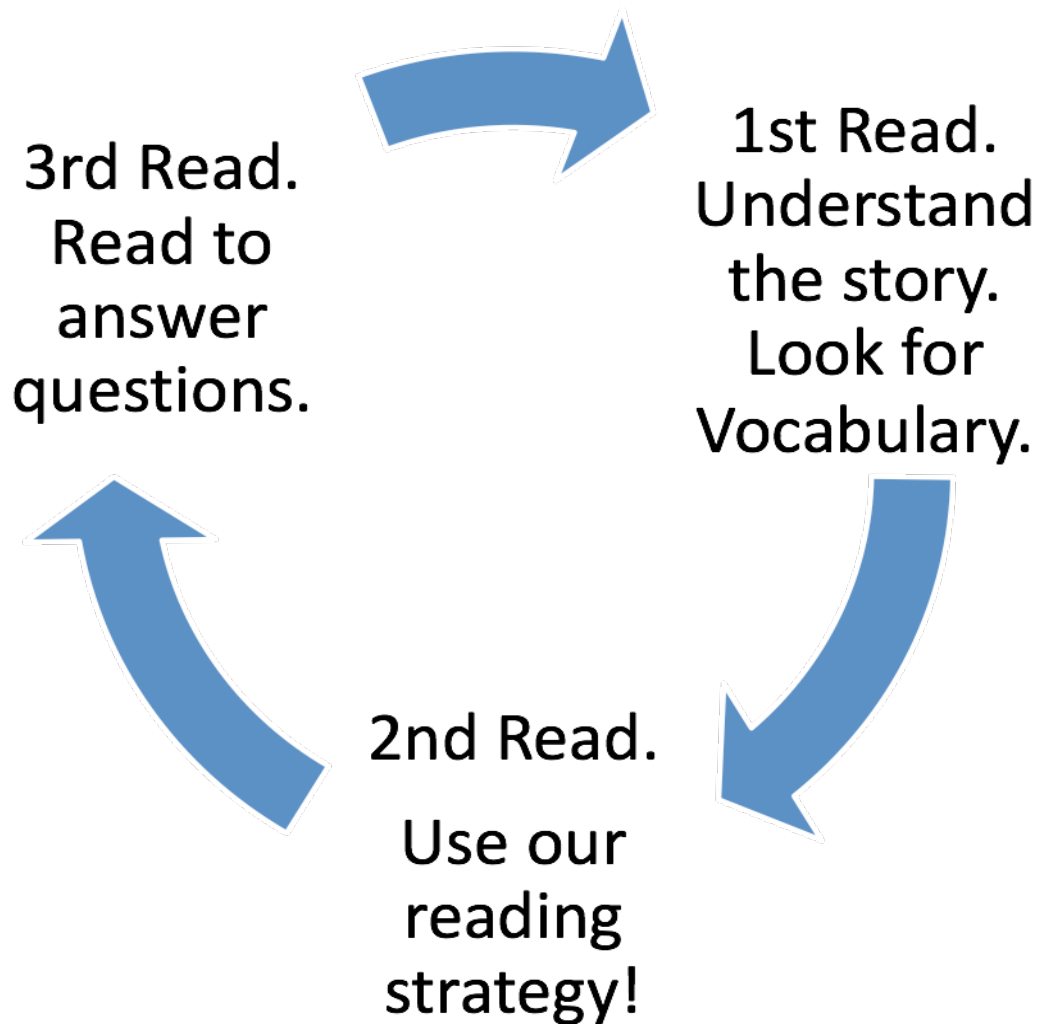 1st Read.
Understand
the story.
Look for
Vocabulary.
2nd Read.
Use our
reading
strategy!
3rd Read.
Read to
answer
questions.